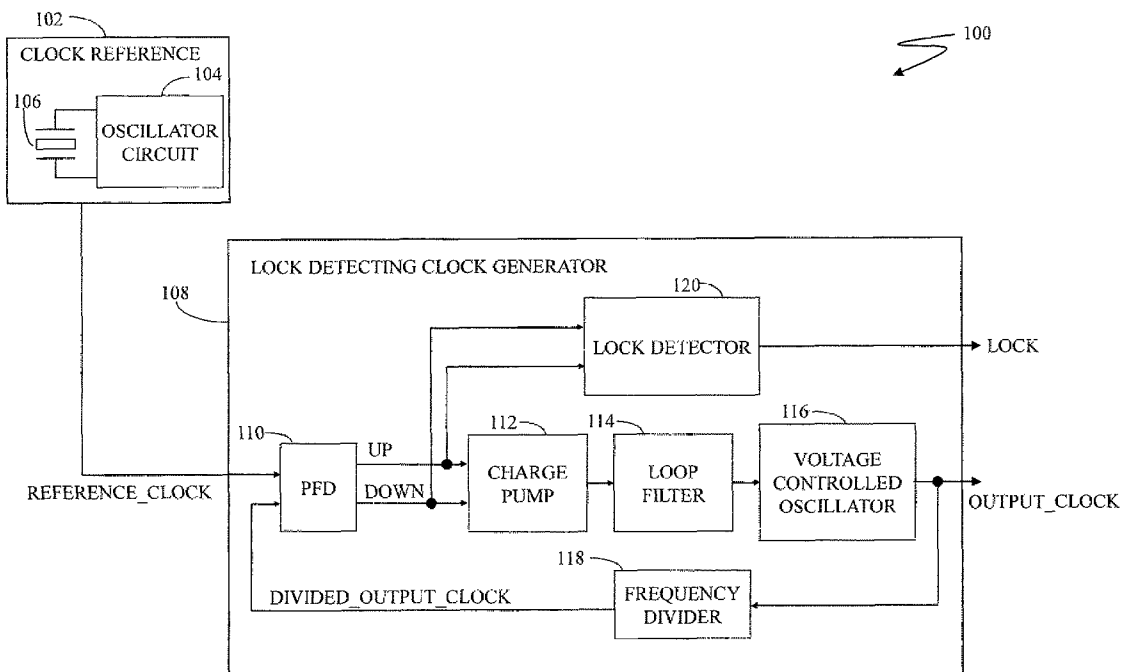 102
CLOCK REFERENCE
104
106
OSCILLATOR
CIRCUIT
100
LOCK DETECTING CLOCK GENERATOR
108
120
LOCK DETECTOR
LOCK
110
UP
112
114
116
PFD
DOWN
CHARGE
PUMP
LOOP
FILTER
VOLTAGE
CONTROLLED
OSCILLATOR
REFERENCE_CLOCK
OUTPUT_CLOCK
118
DIVIDED_OUTPUT_CLOCK
FREQUENCY
DIVIDER